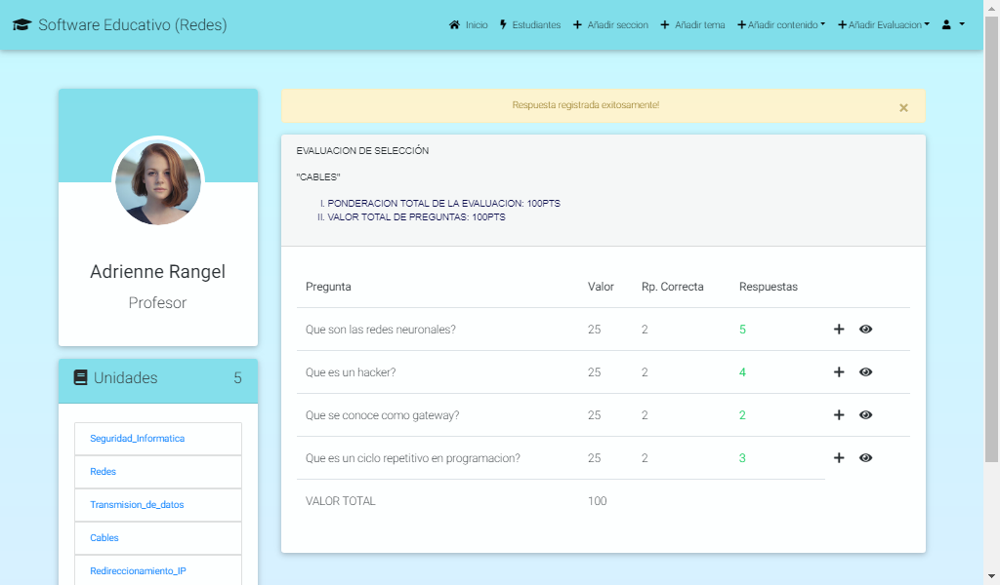 Software Educativo (Redes)
Inicio
Estudiantes
Añadir seccion
Añadir tema
Añadir contenido
Añadir Evaluacion
Respuesta registrada exitosamente!
×
Adrienne Rangel
Profesor
Unidades 5
Seguridad_Informatica
Redes
Transmision_de_datos
Cables
Redireccionamiento_IP
EVALUACION DE SELECCIÓN
"CABLES"
I. PONDERACION TOTAL DE LA EVALUACION: 100PTS
II. VALOR TOTAL DE PREGUNTAS: 100PTS
Pregunta Valor Rp. Correcta Respuestas
Que son las redes neuronales? 25 2 5
Que es un hacker? 25 2 4
Que se conoce como gateway? 25 2 2
Que es un ciclo repetitivo en programacion? 25 2 3
VALOR TOTAL 100